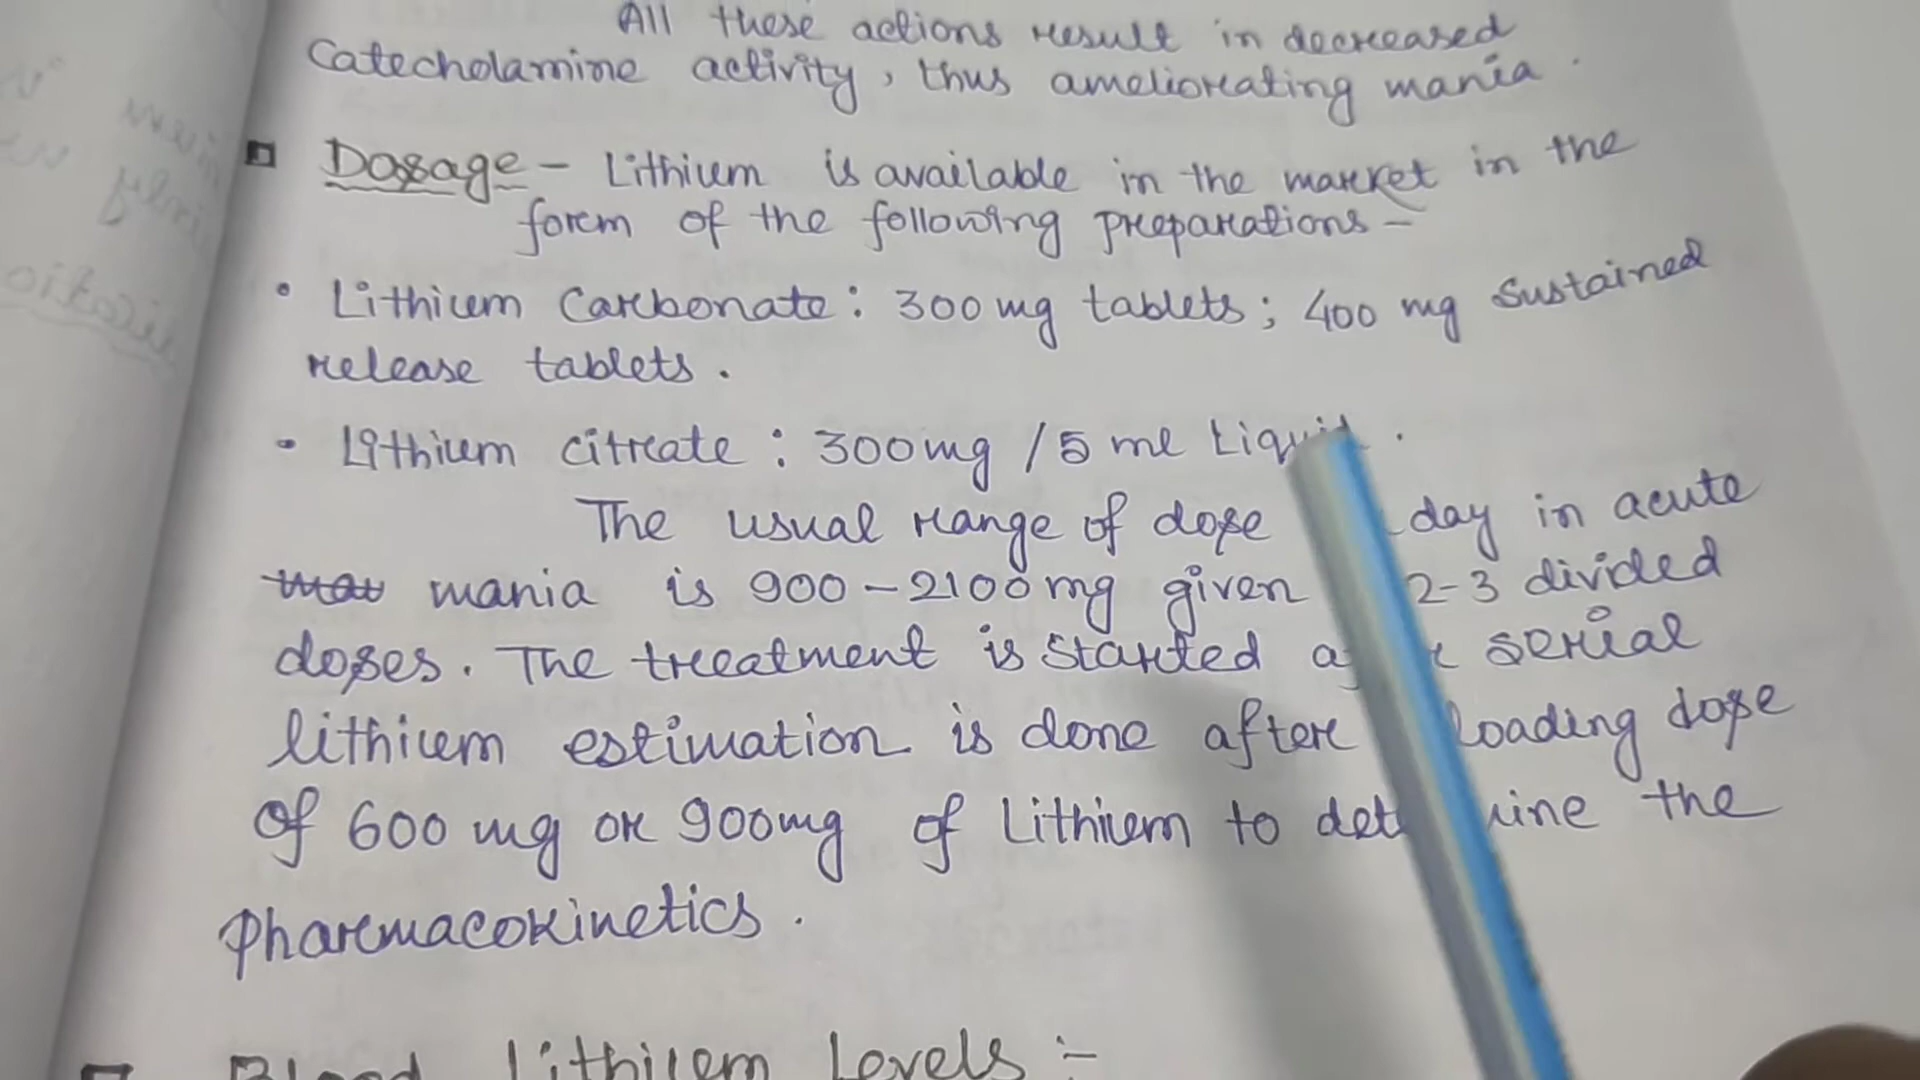 All these actions result in decreased
Catecholamine activity, thus ameliorating mania.
Dosage - Lithium is available in the market in the
form of the following preparations -
• Lithium Carbonate : 300 mg tablets ; 400 mg Sustained
release tablets.
• Lithium citrate : 300mg / 5 ml Liquid.
The usual range of dose day in acute
mania is 900 - 2100 mg given 2-3 divided
doses. The treatment is started serial
lithium estimation is done after loading dose
of 600 mg or 900mg of Lithium to determine the
pharmacokinetics.
Blood Lithium Levels :-